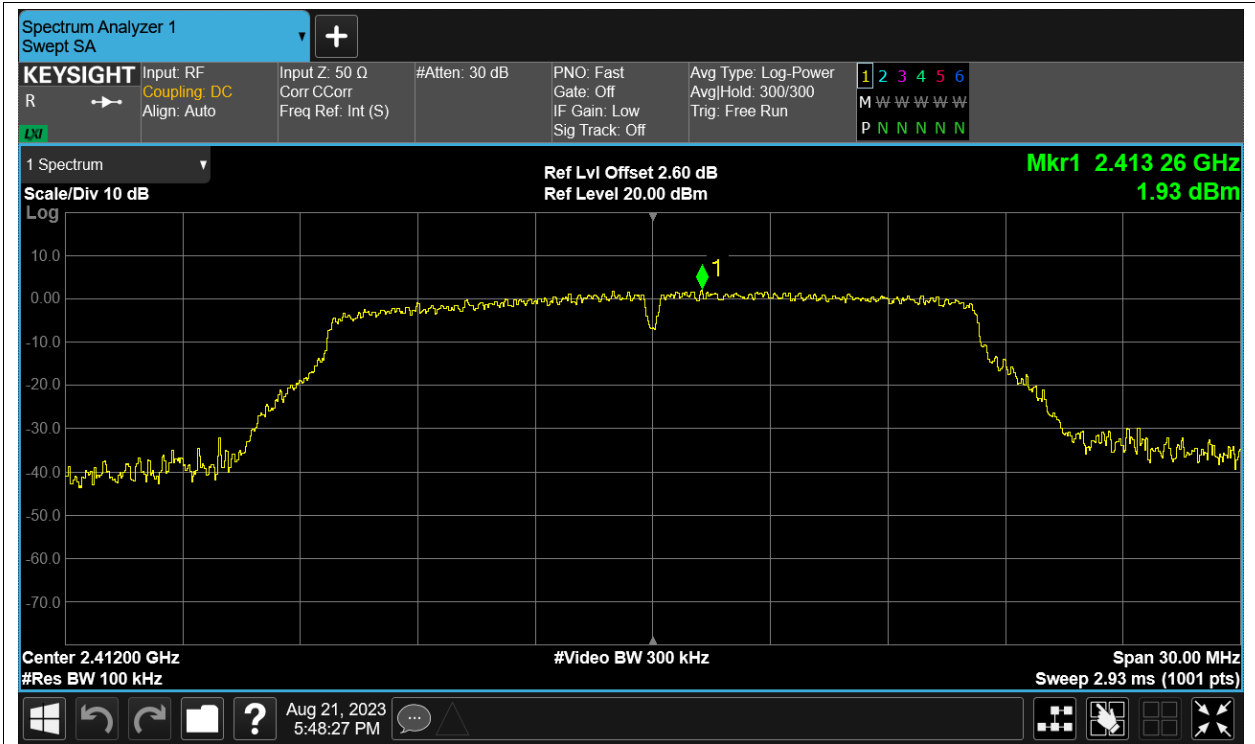 Spectrum Analyzer 1
Swept SA
KEYSIGHT
R
LXI
Input: RF
Coupling: DC
Align: Auto
Input Z: 50 Ω
Corr CCorr
Freq Ref: Int (S)
#Atten: 30 dB
PNO: Fast
Gate: Off
IF Gain: Low
Sig Track: Off
Avg Type: Log-Power
Avg|Hold: 300/300
Trig: Free Run
1 2 3 4 5 6
M W W W W W
P N N N N N
1 Spectrum
Scale/Div 10 dB
Log
Ref Lvl Offset 2.60 dB
Ref Level 20.00 dBm
Mkr1 2.413 26 GHz
1.93 dBm
1
10.0
0.00
-10.0
-20.0
-30.0
-40.0
-50.0
-60.0
-70.0
Center 2.41200 GHz
#Res BW 100 kHz
#Video BW 300 kHz
Span 30.00 MHz
Sweep 2.93 ms (1001 pts)
?
Aug 21, 2023
5:48:27 PM